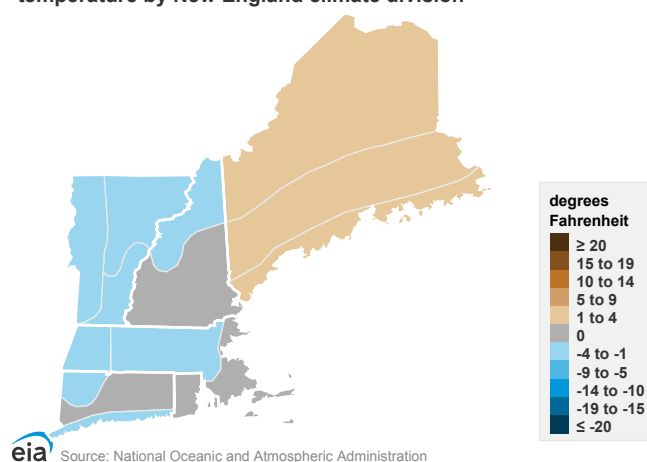 temperature by New England climate division
degrees
Fahrenheit
≥ 20
15 to 19
10 to 14
5 to 9
1 to 4
0
-4 to -1
-9 to -5
-14 to -10
-19 to -15
≤ -20
eia Source: National Oceanic and Atmospheric Administration